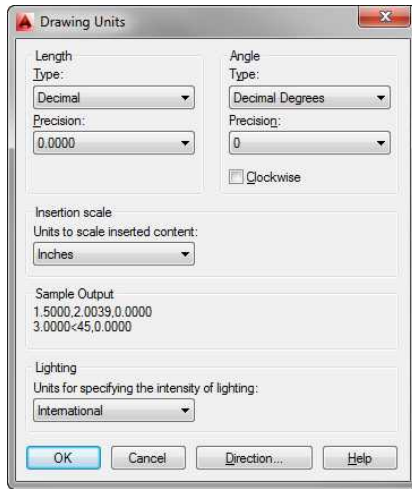 Drawing Units
Length
Type:
Decimal
Precision:
0.0000
Angle
Type:
Decimal Degrees
Precision:
0
Clockwise
Insertion scale
Units to scale inserted content:
Inches
Sample Output
1.5000,2.0039,0.0000
3.0000<45,0.0000
Lighting
Units for specifying the intensity of lighting:
International
OK
Cancel
Direction...
Help